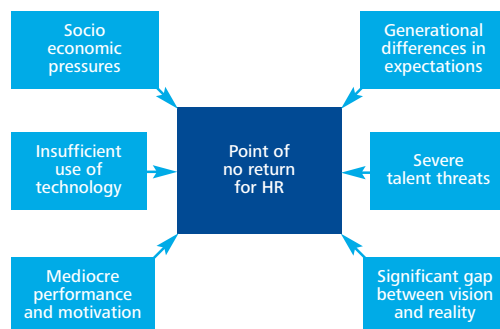 Socio
economic
pressures
Generational
differences in
expectations
Insufficient
use of
technology
Point of
no return
for HR
Severe
talent threats
Mediocre
performance
and motivation
Significant gap
between vision
and reality